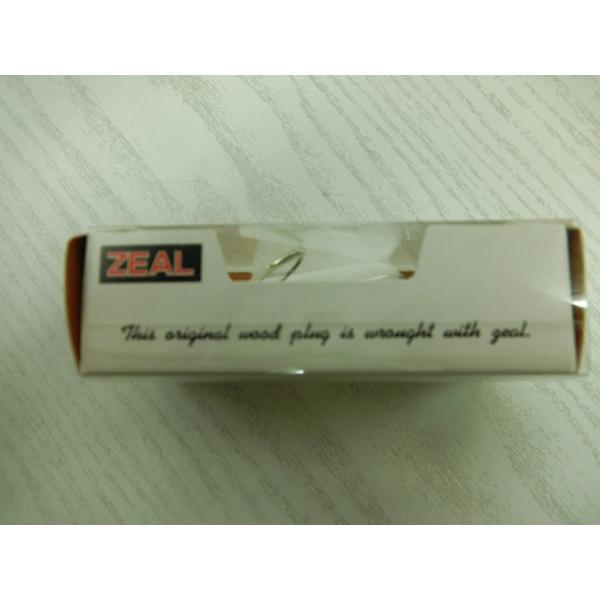 ZEAL
This original wood plug is wrought with zeal.